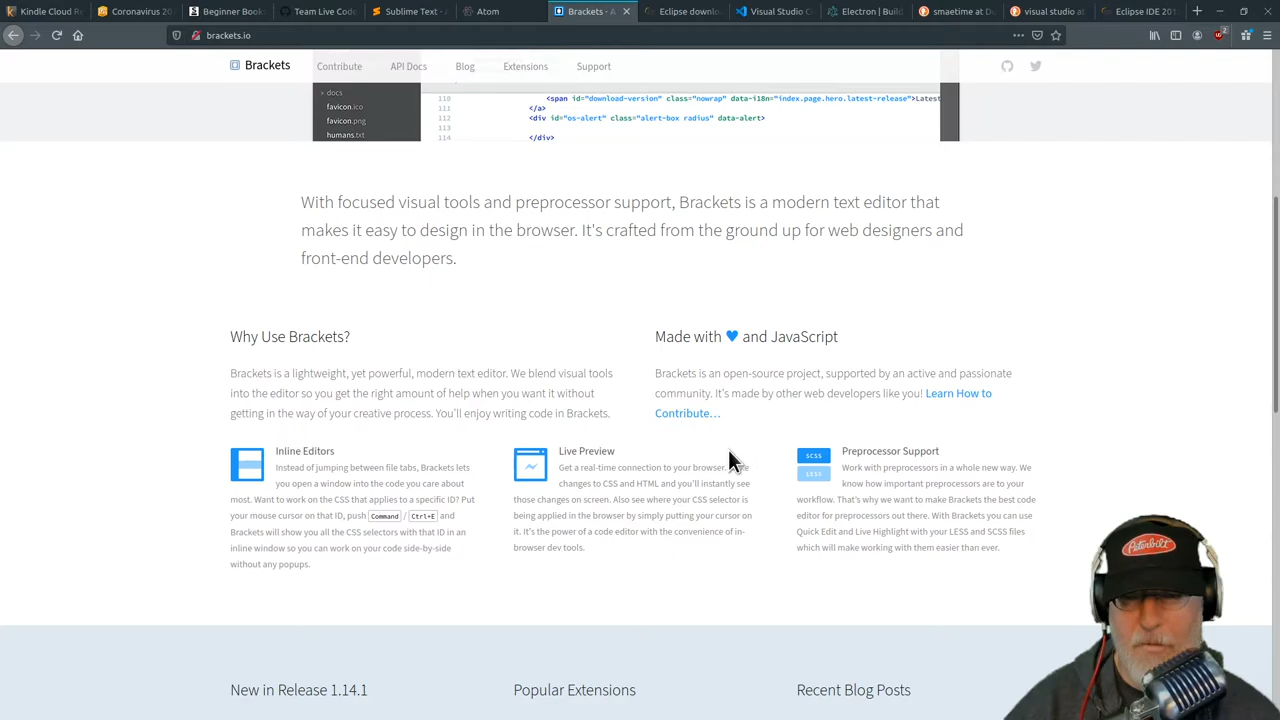 Kindle Cloud Re
Coronavirus 20
Beginner Books
Team Live Code
Sublime Text - A
Atom
Brackets - A
Eclipse downlo
Visual Studio C
Electron | Build
smaetime at D
visual studio at
Eclipse IDE 201
brackets.io
2
Brackets
Contribute
API Docs
Blog
Extensions
Support
docs
favicon.ico
favicon.png
humans.txt
110 <span id="download-version" class="nowrap" data-i18n="index.page.hero.latest-release">Latest
111 </a>
112 <div id="os-alert" class="alert-box radius" data-alert>
113
114 </div>
With focused visual tools and preprocessor support, Brackets is a modern text editor that
makes it easy to design in the browser. It's crafted from the ground up for web designers and
front-end developers.
Why Use Brackets?
Brackets is a lightweight, yet powerful, modern text editor. We blend visual tools
into the editor so you get the right amount of help when you want it without
getting in the way of your creative process. You'll enjoy writing code in Brackets.
Made with ♥ and JavaScript
Brackets is an open-source project, supported by an active and passionate
community. It's made by other web developers like you! Learn How to
Contribute…
Inline Editors
Instead of jumping between file tabs, Brackets lets
you open a window into the code you care about
most. Want to work on the CSS that applies to a specific ID? Put
your mouse cursor on that ID, push Command / Ctrl+E and
Brackets will show you all the CSS selectors with that ID in an
inline window so you can work on your code side-by-side
without any popups.
Live Preview
Get a real-time connection to your browser.
changes to CSS and HTML and you'll instantly see
those changes on screen. Also see where your CSS selector is
being applied in the browser by simply putting your cursor on
it. It's the power of a code editor with the convenience of in-
browser dev tools.
SCSS
LESS
Preprocessor Support
Work with preprocessors in a whole new way. We
know how important preprocessors are to your
workflow. That's why we want to make Brackets the best code
editor for preprocessors out there. With Brackets you can use
Quick Edit and Live Highlight with your LESS and SCSS files
which will make working with them easier than ever.
New in Release 1.14.1
Popular Extensions
Recent Blog Posts
Peterbilt